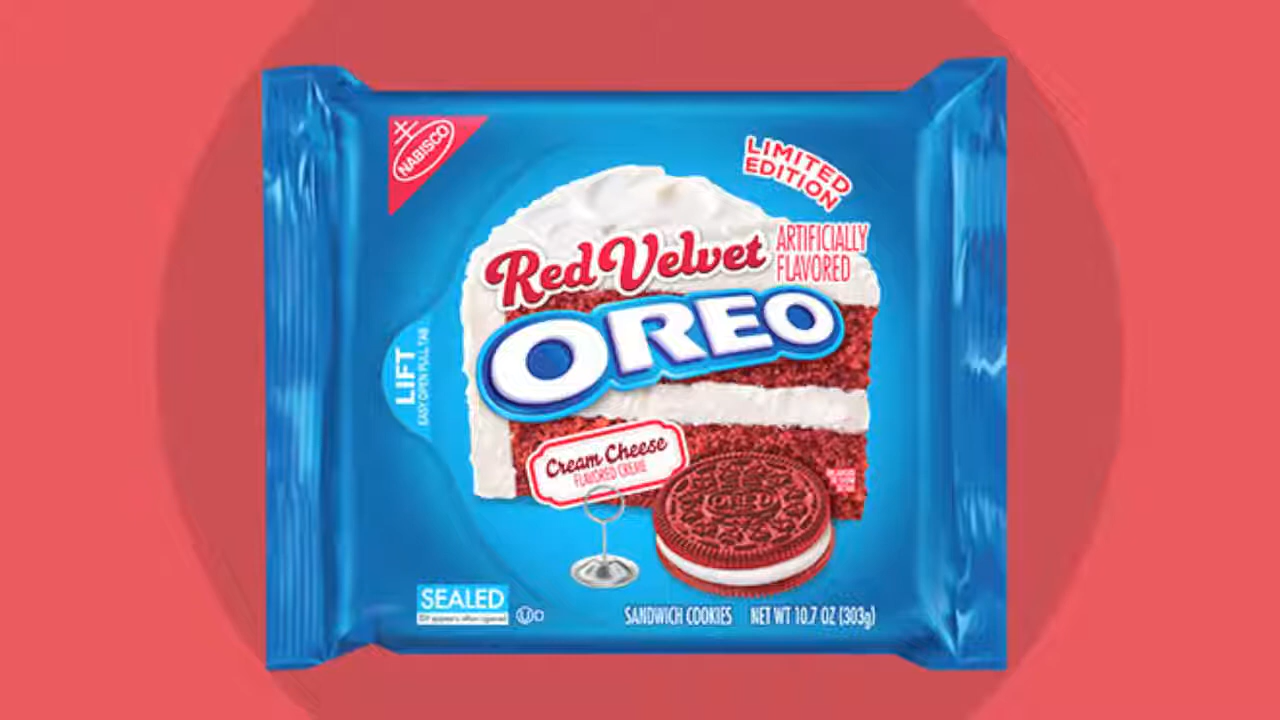 NABISCO
LIMITED
EDITION
Red Velvet
ARTIFICIALLY
FLAVORED
OREO
LIFT
EASY OPEN PULL TAB
Cream Cheese
FLAVORED CREME
OREO
SEALED
SANDWICH COOKIES NET WT 10.7 OZ (303g)